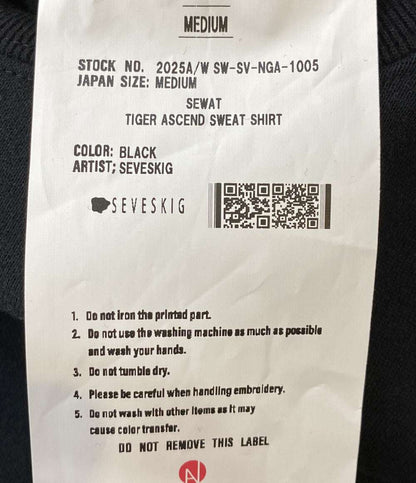 MEDIUM
STOCK NO. 2025A/W SW-SV-NGA-1005
JAPAN SIZE: MEDIUM
SEWAT
TIGER ASCEND SWEAT SHIRT
COLOR: BLACK
ARTIST; SEVESKIG
SEVESKIG
1. Do not iron the printed part.
2. Do not use the washing machine as much as possible
and wash your hands.
3. Do not tumble dry.
4. Please be careful when handling embroidery.
5. Do not wash with other items as it may
cause color transfer.
DO NOT REMOVE THIS LABEL